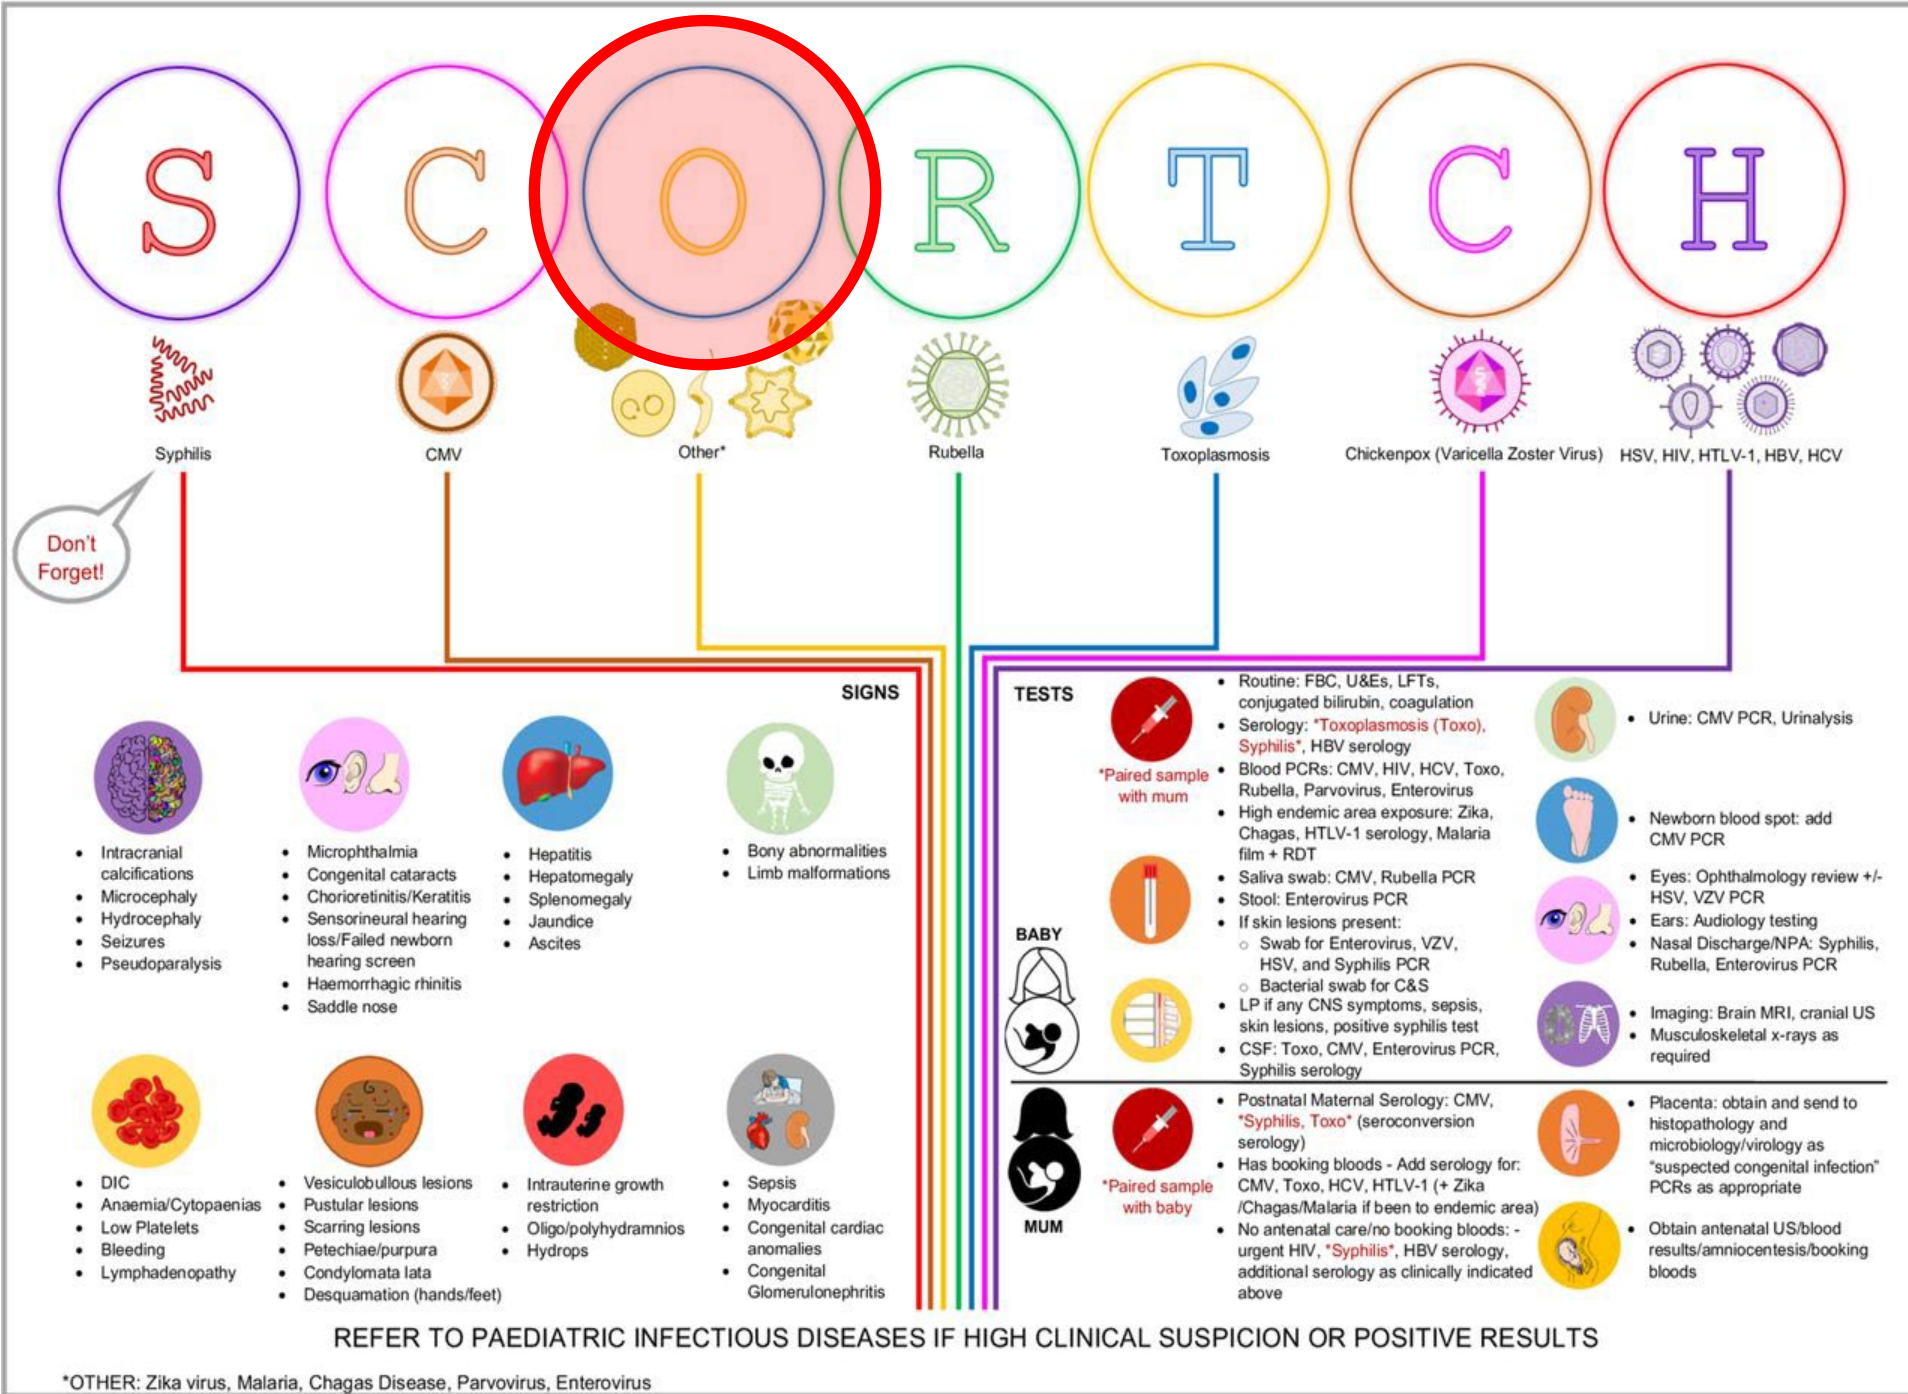 S C O R T C H
Syphilis
CMV
Other*
Rubella
Toxoplasmosis
Chickenpox (Varicella Zoster Virus)
HSV, HIV, HTLV-1, HBV, HCV
Don't
Forget!
SIGNS
• Intracranial
calcifications
• Microcephaly
• Hydrocephaly
• Seizures
• Pseudoparalysis
• Microphthalmia
• Congenital cataracts
• Chorioretinitis/Keratitis
• Sensorineural hearing
loss/Failed newborn
hearing screen
• Haemorrhagic rhinitis
• Saddle nose
• Hepatitis
• Hepatomegaly
• Splenomegaly
• Jaundice
• Ascites
• Bony abnormalities
• Limb malformations
• DIC
• Anaemia/Cytopaenias
• Low Platelets
• Bleeding
• Lymphadenopathy
• Vesiculobullous lesions
• Pustular lesions
• Scarring lesions
• Petechiae/purpura
• Condylomata lata
• Desquamation (hands/feet)
• Intrauterine growth
restriction
• Oligo/polyhydramnios
• Hydrops
• Sepsis
• Myocarditis
• Congenital cardiac
anomalies
• Congenital
Glomerulonephritis
TESTS
BABY
*Paired sample
with mum
• Routine: FBC, U&Es, LFTs,
conjugated bilirubin, coagulation
• Serology: *Toxoplasmosis (Toxo),
Syphilis*, HBV serology
• Blood PCRs: CMV, HIV, HCV, Toxo,
Rubella, Parvovirus, Enterovirus
• High endemic area exposure: Zika,
Chagas, HTLV-1 serology, Malaria
film + RDT
• Saliva swab: CMV, Rubella PCR
• Stool: Enterovirus PCR
• If skin lesions present:
○ Swab for Enterovirus, VZV,
HSV, and Syphilis PCR
○ Bacterial swab for C&S
• LP if any CNS symptoms, sepsis,
skin lesions, positive syphilis test
• CSF: Toxo, CMV, Enterovirus PCR,
Syphilis serology
• Urine: CMV PCR, Urinalysis
• Newborn blood spot: add
CMV PCR
• Eyes: Ophthalmology review +/-
HSV, VZV PCR
• Ears: Audiology testing
• Nasal Discharge/NPA: Syphilis,
Rubella, Enterovirus PCR
• Imaging: Brain MRI, cranial US
• Musculoskeletal x-rays as
required
MUM
*Paired sample
with baby
• Postnatal Maternal Serology: CMV,
*Syphilis, Toxo* (seroconversion
serology)
• Has booking bloods - Add serology for:
CMV, Toxo, HCV, HTLV-1 (+ Zika
/Chagas/Malaria if been to endemic area)
• No antenatal care/no booking bloods: -
urgent HIV, *Syphilis*, HBV serology,
additional serology as clinically indicated
above
• Placenta: obtain and send to
histopathology and
microbiology/virology as
“suspected congenital infection”
PCRs as appropriate
• Obtain antenatal US/blood
results/amniocentesis/booking
bloods
REFER TO PAEDIATRIC INFECTIOUS DISEASES IF HIGH CLINICAL SUSPICION OR POSITIVE RESULTS
*OTHER: Zika virus, Malaria, Chagas Disease, Parvovirus, Enterovirus